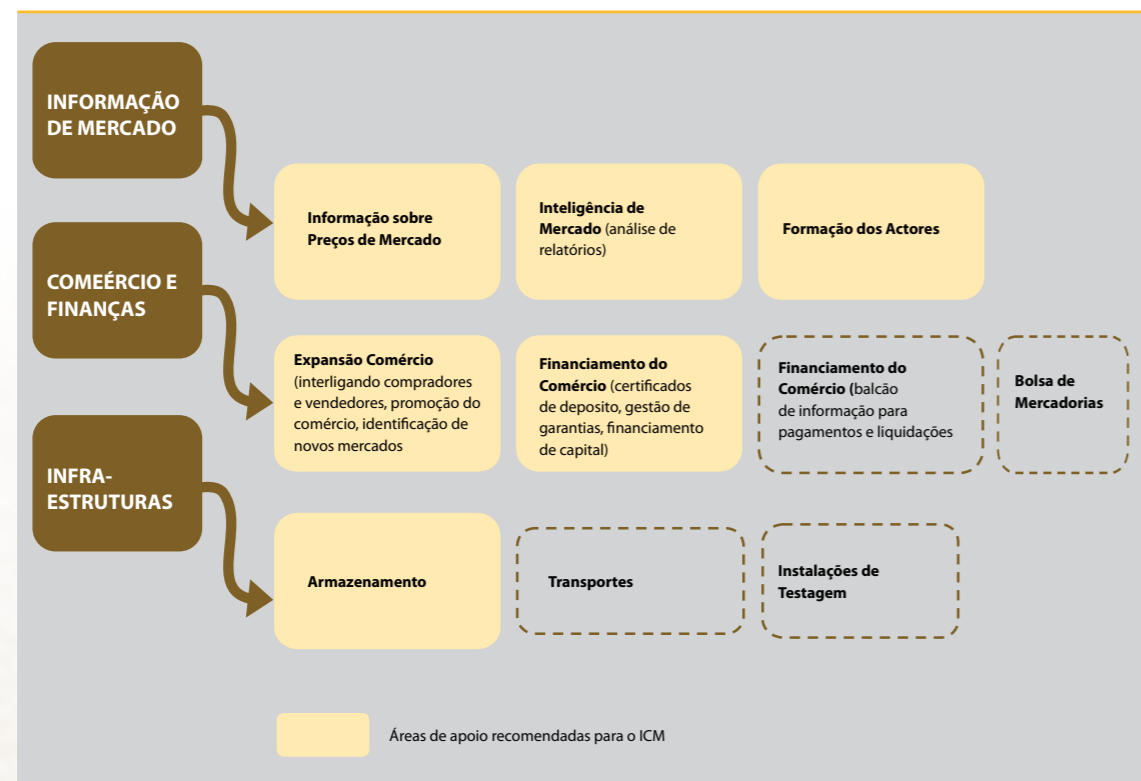 INFORMAÇÃO
DE MERCADO
Informação sobre
Preços de Mercado
Inteligência de
Mercado (análise de
relatórios)
Formação dos Actores
COMEÉRCIO E
FINANÇAS
Expansão Comércio
(interligando compradores
e vendedores, promoção do
comércio, identificação de
novos mercados
Financiamento do
Comércio (certificados
de deposito, gestão de
garantias, financiamento
de capital)
Financiamento do
Comércio (balcão
de informação para
pagamentos e liquidações
Bolsa de
Mercadorias
INFRA-
ESTRUTURAS
Armazenamento
Transportes
Instalações de
Testagem
Áreas de apoio recomendadas para o ICM